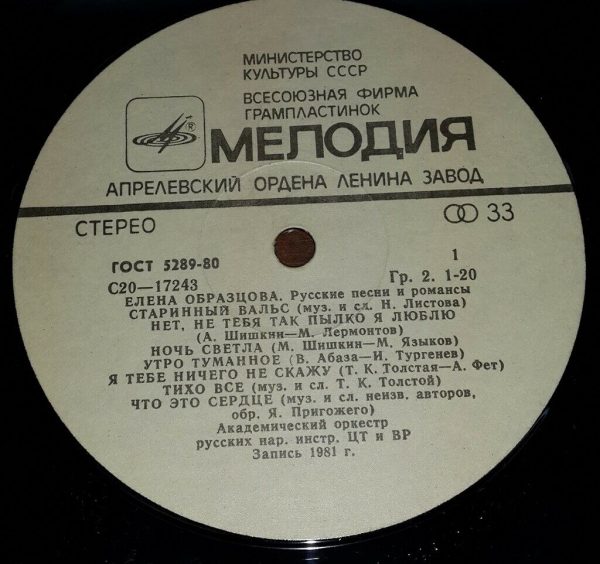 МИНИСТЕРСТВО
КУЛЬТУРЫ СССР
ВСЕСОЮЗНАЯ ФИРМА
ГРАМПЛАСТИНОК
® МЕЛОДИЯ
АПРЕЛЕВСКИЙ ОРДЕНА ЛЕНИНА ЗАВОД
СТЕРЕО 33
ГОСТ 5289-80 1
С20—17243 Гр. 2. 1-20
ЕЛЕНА ОБРАЗЦОВА. Русские песни и романсы
СТАРИННЫЙ ВАЛЬС (муз. и сл. Н. Листова)
НЕТ, НЕ ТЕБЯ ТАК ПЫЛКО Я ЛЮБЛЮ
(А. Шишкин—М. Лермонтов)
НОЧЬ СВЕТЛА (М. Шишкин—М. Языков)
УТРО ТУМАННОЕ (В. Абаза—И. Тургенев)
Я ТЕБЕ НИЧЕГО НЕ СКАЖУ (Т. К. Толстая—А. Фет)
ТИХО ВСЕ (муз. и сл. Т. К. Толстой)
ЧТО ЭТО СЕРДЦЕ (муз. и сл. неизв. авторов,
обр. Я. Пригожего)
Академический оркестр
русских нар. инстр. ЦТ и ВР
Запись 1981 г.